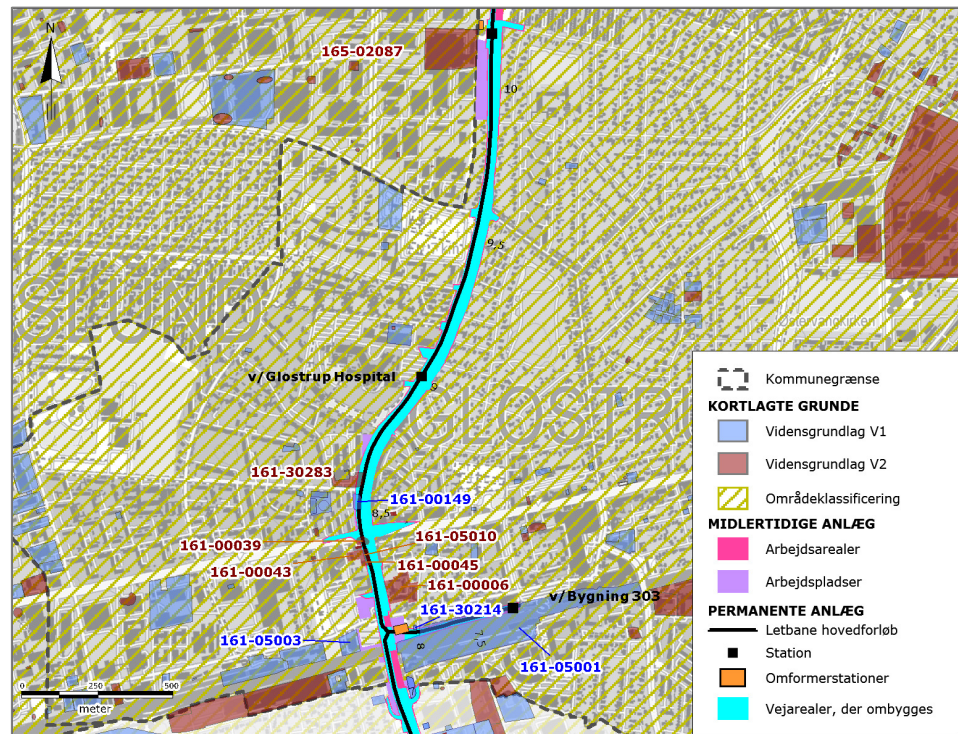 N
165-02087
10
9,5
Østervangkirken
v/Glostrup Hospital
9
GLOSTR
161-30283
161-00149
8,5
161-00039
161-05010
161-00043
161-00045
161-00006
v/Bygning 303
161-30214
161-05003
8
7,5
161-05001
0 250 500
meter
Kommunegrænse
KORTLAGTE GRUNDE
Vidensgrundlag V1
Vidensgrundlag V2
Områdeklassificering
MIDLERTIDIGE ANLÆG
Arbejdsarealer
Arbejdspladser
PERMANENTE ANLÆG
Letbane hovedforløb
Station
Omformerstationer
Vejarealer, der ombygges